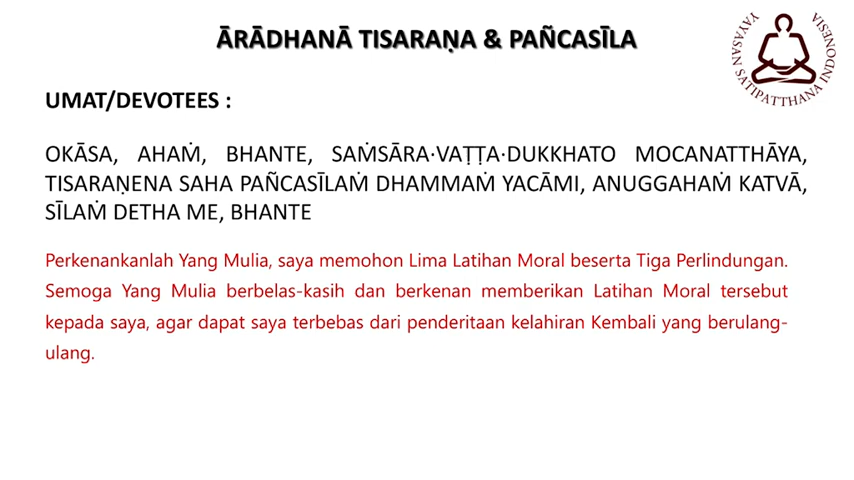 ĀRĀDHANĀ TISARAṆA & PAÑCASĪLA
YAYASAN SATIPATTHANA INDONESIA
UMAT/DEVOTEES :
OKĀSA, AHAṀ, BHANTE, SAṀSĀRA·VAṬṬA·DUKKHATO MOCANATTHĀYA,
TISARAṆENA SAHA PAÑCASĪLAṀ DHAMMAṀ YACĀMI, ANUGGAHAṀ KATVĀ,
SĪLAṀ DETHA ME, BHANTE
Perkenankanlah Yang Mulia, saya memohon Lima Latihan Moral beserta Tiga Perlindungan.
Semoga Yang Mulia berbelas-kasih dan berkenan memberikan Latihan Moral tersebut
kepada saya, agar dapat saya terbebas dari penderitaan kelahiran Kembali yang berulang-
ulang.